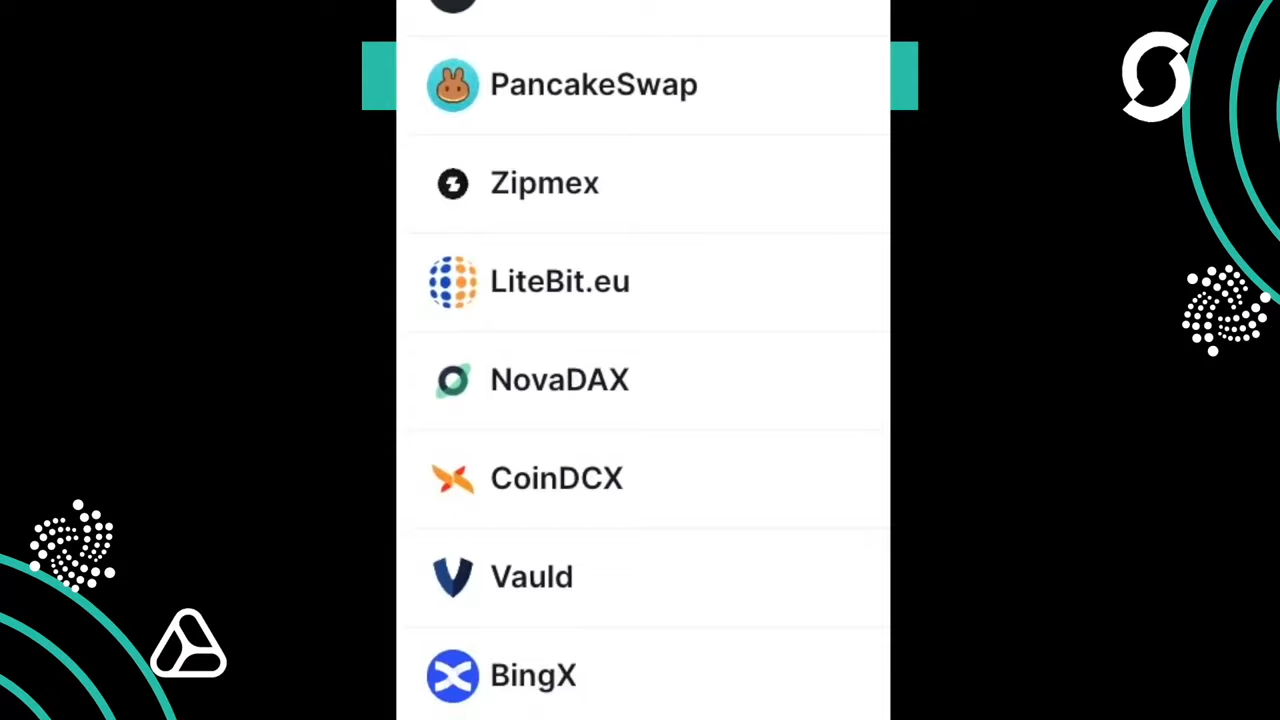 PancakeSwap
Zipmex
LiteBit.eu
NovaDAX
CoinDCX
Vauld
BingX